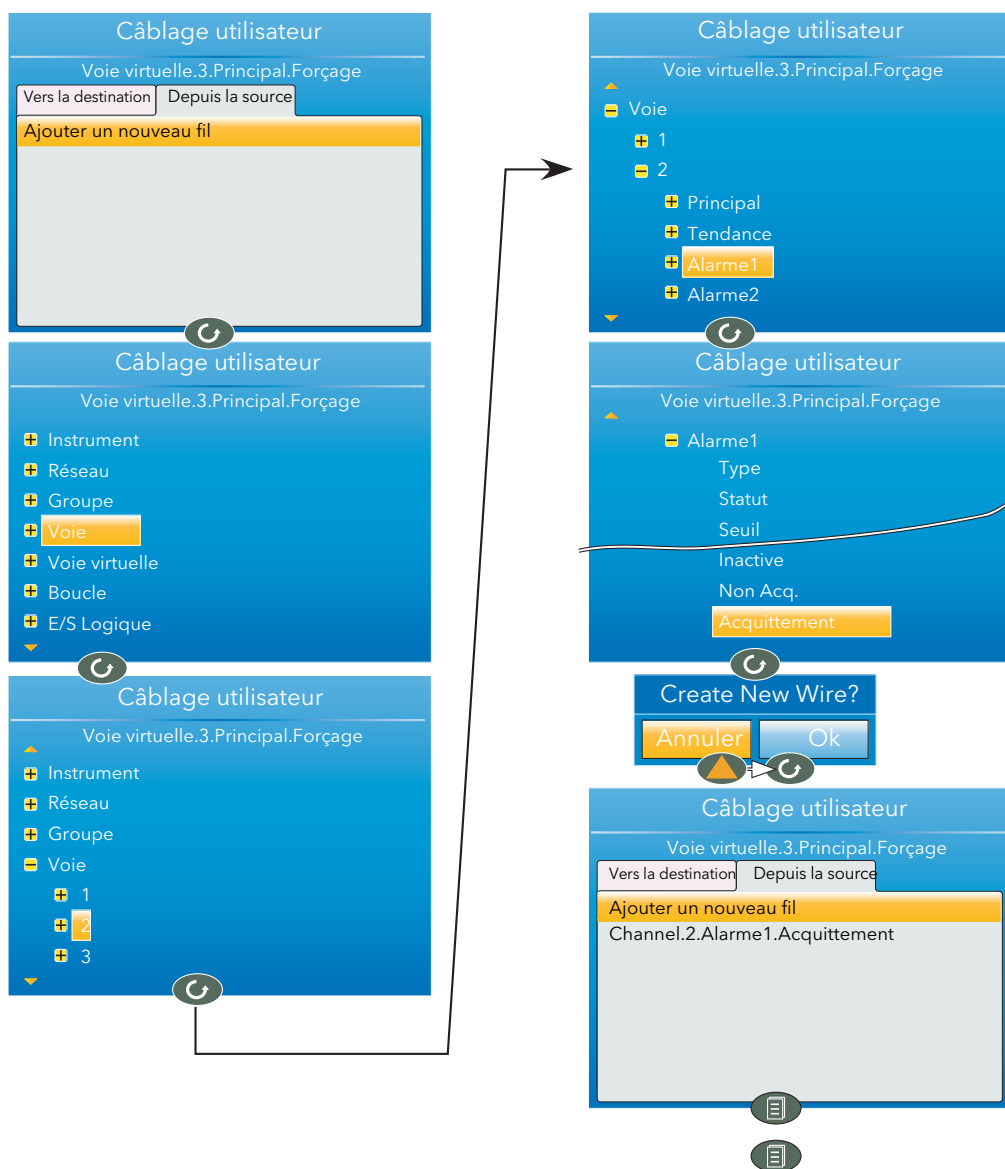 Câblage utilisateur
Voie virtuelle.3.Principal.Forçage
Vers la destination
Depuis la source
Ajouter un nouveau fil
Câblage utilisateur
Voie virtuelle.3.Principal.Forçage
Instrument
Réseau
Groupe
Voie
Voie virtuelle
Boucle
E/S Logique
Câblage utilisateur
Voie virtuelle.3.Principal.Forçage
Instrument
Réseau
Groupe
Voie
1
2
3
Câblage utilisateur
Voie virtuelle.3.Principal.Forçage
Voie
1
2
Principal
Tendance
Alarme1
Alarme2
Câblage utilisateur
Voie virtuelle.3.Principal.Forçage
Alarme1
Type
Statut
Seuil
Inactive
Non Acq.
Acquittement
Create New Wire?
Annuler
Ok
Câblage utilisateur
Voie virtuelle.3.Principal.Forçage
Vers la destination
Depuis la source
Ajouter un nouveau fil
Channel.2.Alarme1.Acquittement